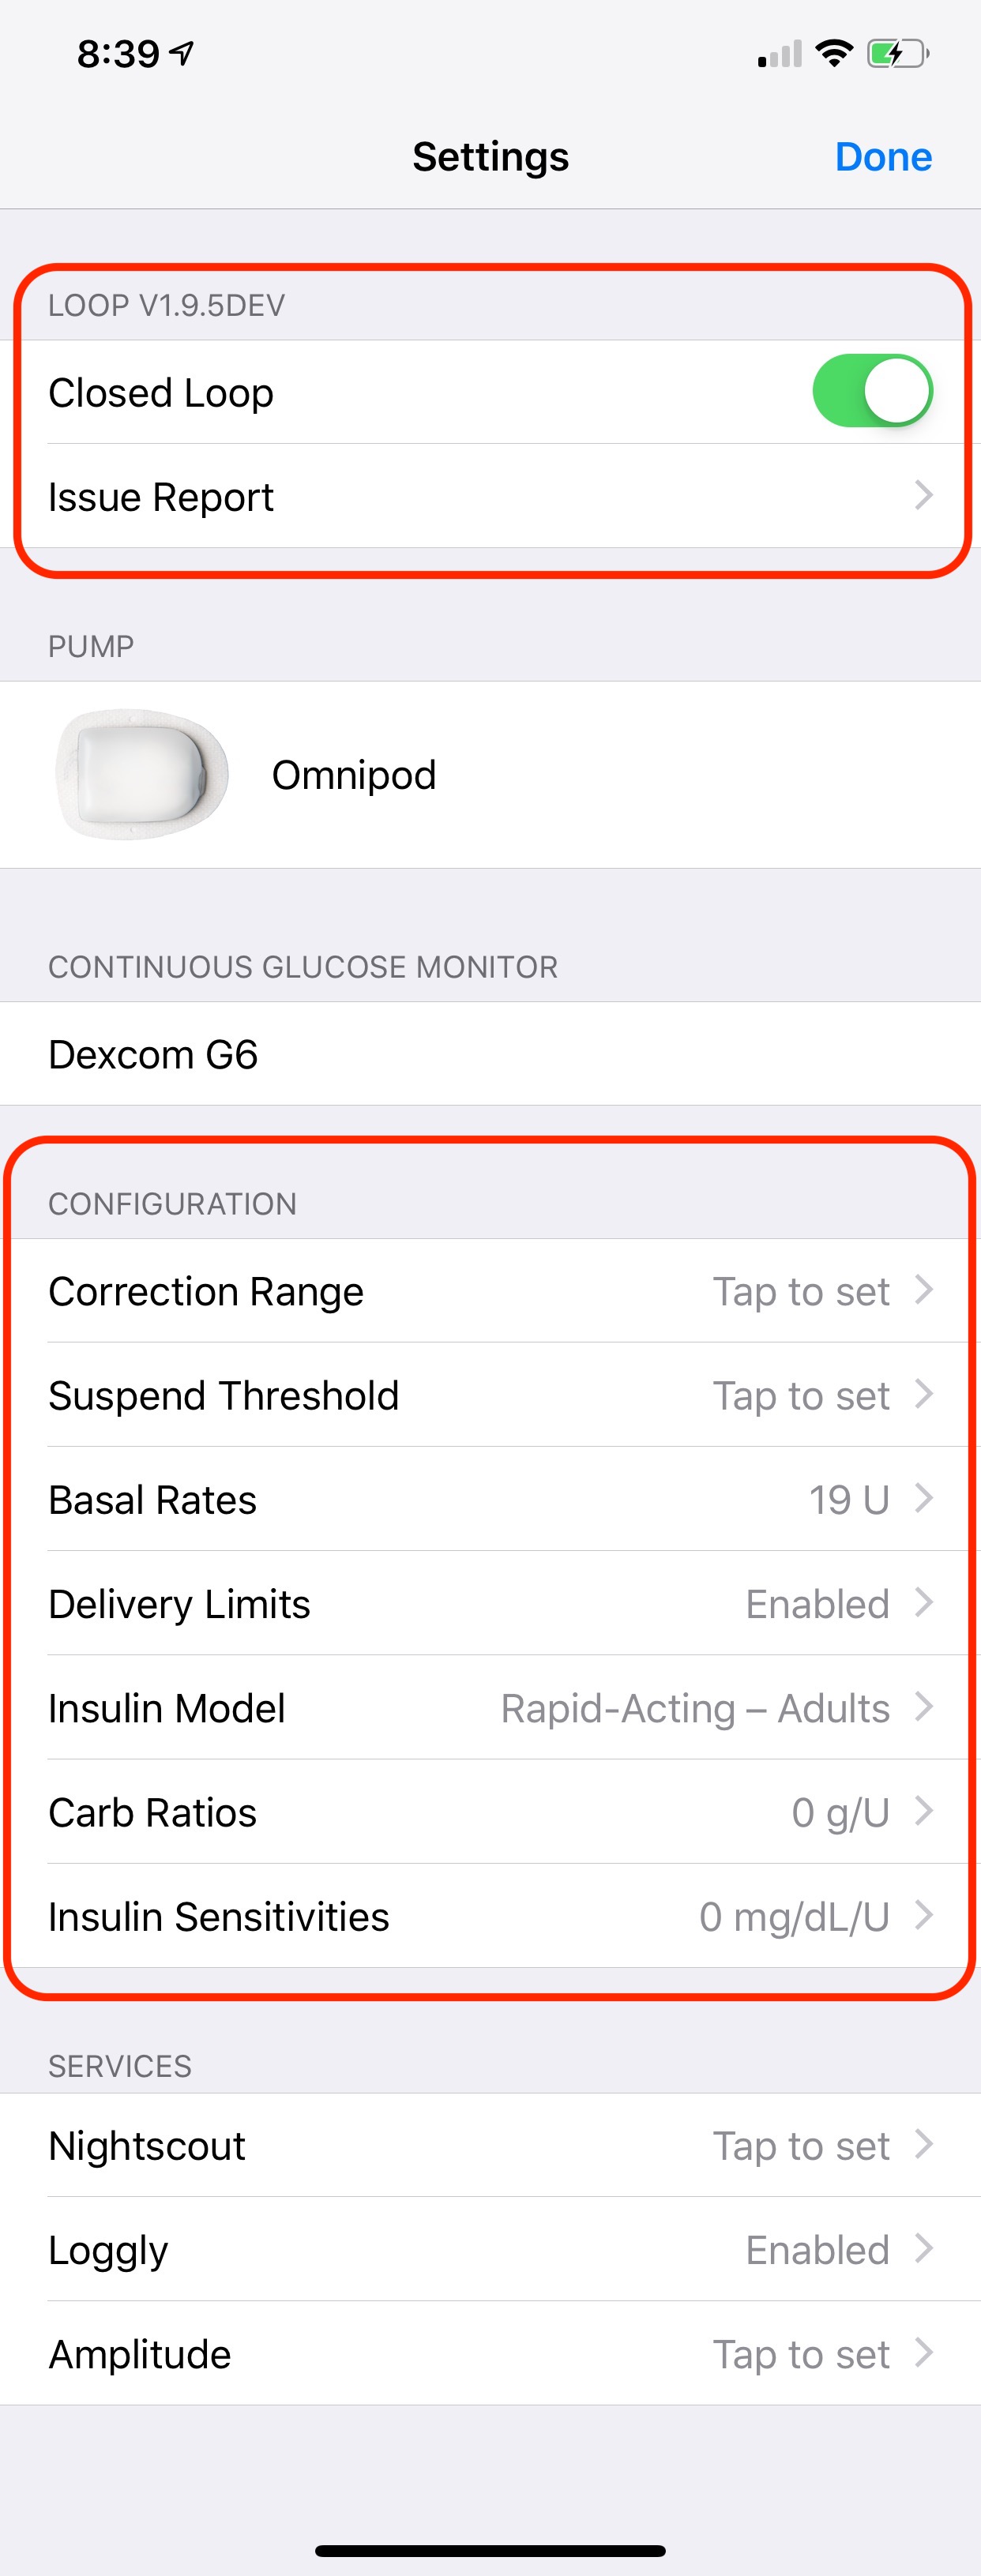 8:39
Settings
Done
LOOP V1.9.5DEV
Closed Loop
Issue Report
PUMP
Omnipod
CONTINUOUS GLUCOSE MONITOR
Dexcom G6
CONFIGURATION
Correction Range Tap to set
Suspend Threshold Tap to set
Basal Rates 19 U
Delivery Limits Enabled
Insulin Model Rapid-Acting – Adults
Carb Ratios 0 g/U
Insulin Sensitivities 0 mg/dL/U
SERVICES
Nightscout Tap to set
Loggly Enabled
Amplitude Tap to set